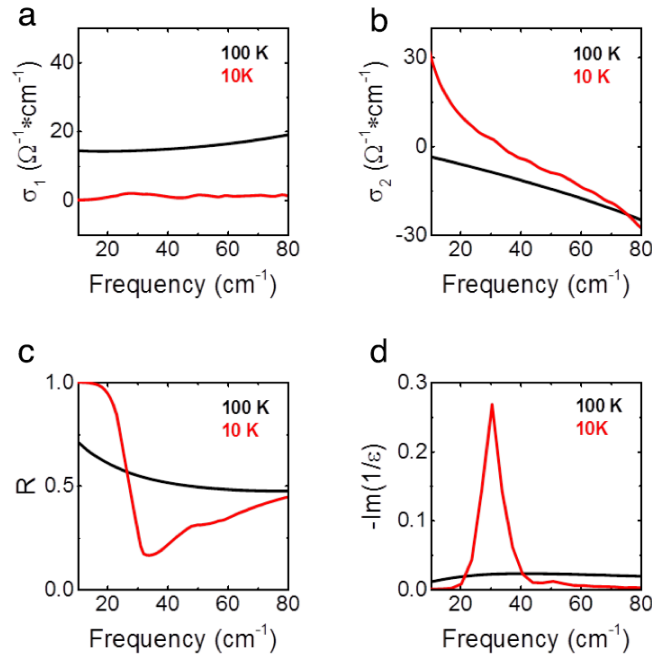 a
100 K
10K
40
20
0
σ₁ (Ω⁻¹*cm⁻¹)
20 40 60 80
Frequency (cm⁻¹)
b
100 K
10 K
30
0
-30
σ₂ (Ω⁻¹*cm⁻¹)
20 40 60 80
Frequency (cm⁻¹)
c
100 K
10 K
1.0
0.5
0.0
R
20 40 60 80
Frequency (cm⁻¹)
d
100 K
10K
0.3
0.2
0.1
0.0
-Im(1/ε)
20 40 60 80
Frequency (cm⁻¹)